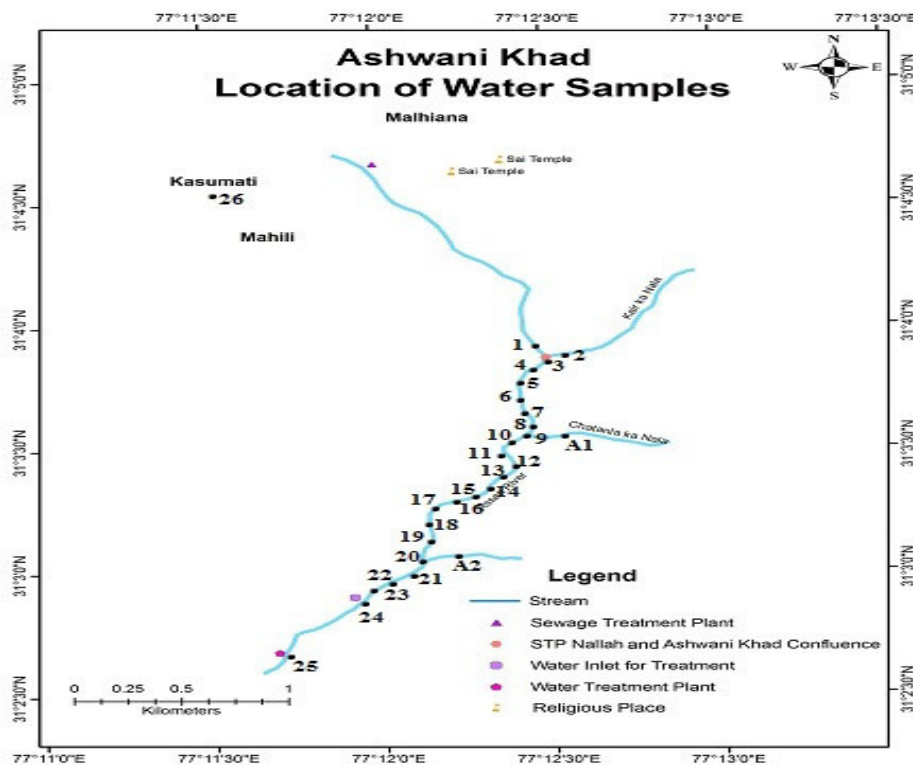 77°11'30"E 77°12'0"E 77°12'30"E 77°13'0"E 77°13'30"E
Ashwani Khad
Location of Water Samples
N
W E
S
31°5'0"N 31°5'0"N
Malhiana
Sai Temple
Sai Temple
Kasumati
26
31°4'30"N 31°4'30"N
Mahili
Kair ka Nala
31°4'0"N 31°4'0"N
1
2
3
4
5
6
7
8
Chatanla ka Nala
9
10
A1
31°3'30"N 31°3'30"N
11
12
13
14
15
River
16
17
18
19
20
A2
21
22
23
24
25
31°3'0"N 31°3'0"N
Legend
Stream
Sewage Treatment Plant
STP Nallah and Ashwani Khad Confluence
Water Inlet for Treatment
Water Treatment Plant
Religious Place
0 0.25 0.5 1
Kilometers
31°2'30"N 31°2'30"N
77°11'0"E 77°11'30"E 77°12'0"E 77°12'30"E 77°13'0"E